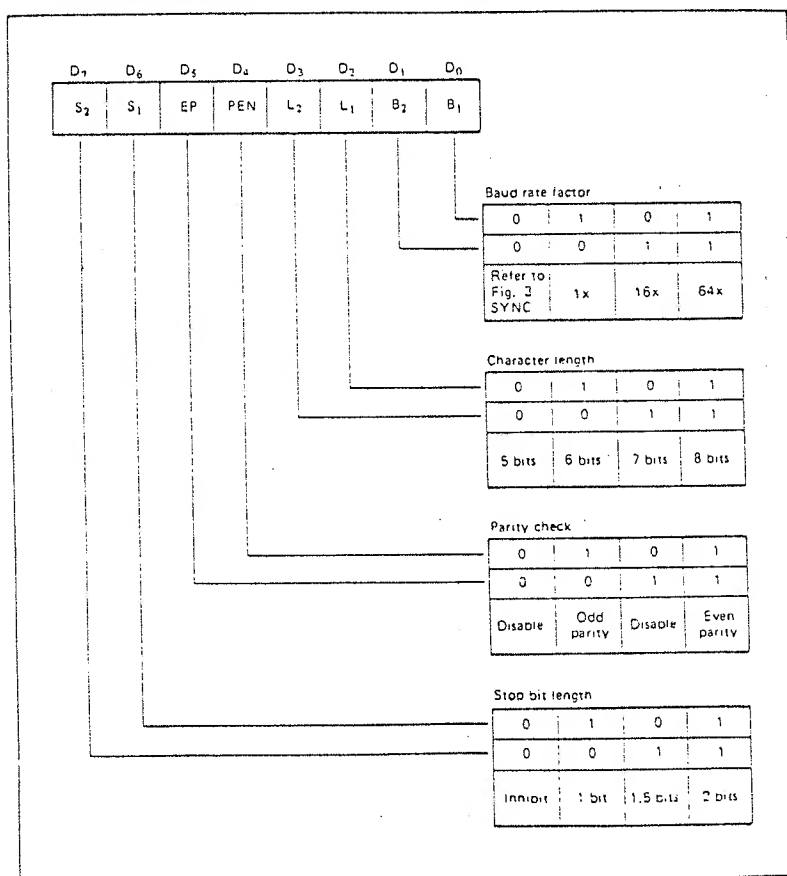 D7 D6 D5 D4 D3 D2 D1 D0
S2 S1 EP PEN L2 L1 B2 B1
Baud rate factor
0 1 0 1
0 0 1 1
Refer to
Fig. 3 1x 16x 64x
SYNC
Character length
0 1 0 1
0 0 1 1
5 bits 6 bits 7 bits 8 bits
Parity check
0 1 0 1
0 0 1 1
Disable Odd Disable Even
parity parity
Stop bit length
0 1 0 1
0 0 1 1
Inhibit 1 bit 1.5 bits 2 bits